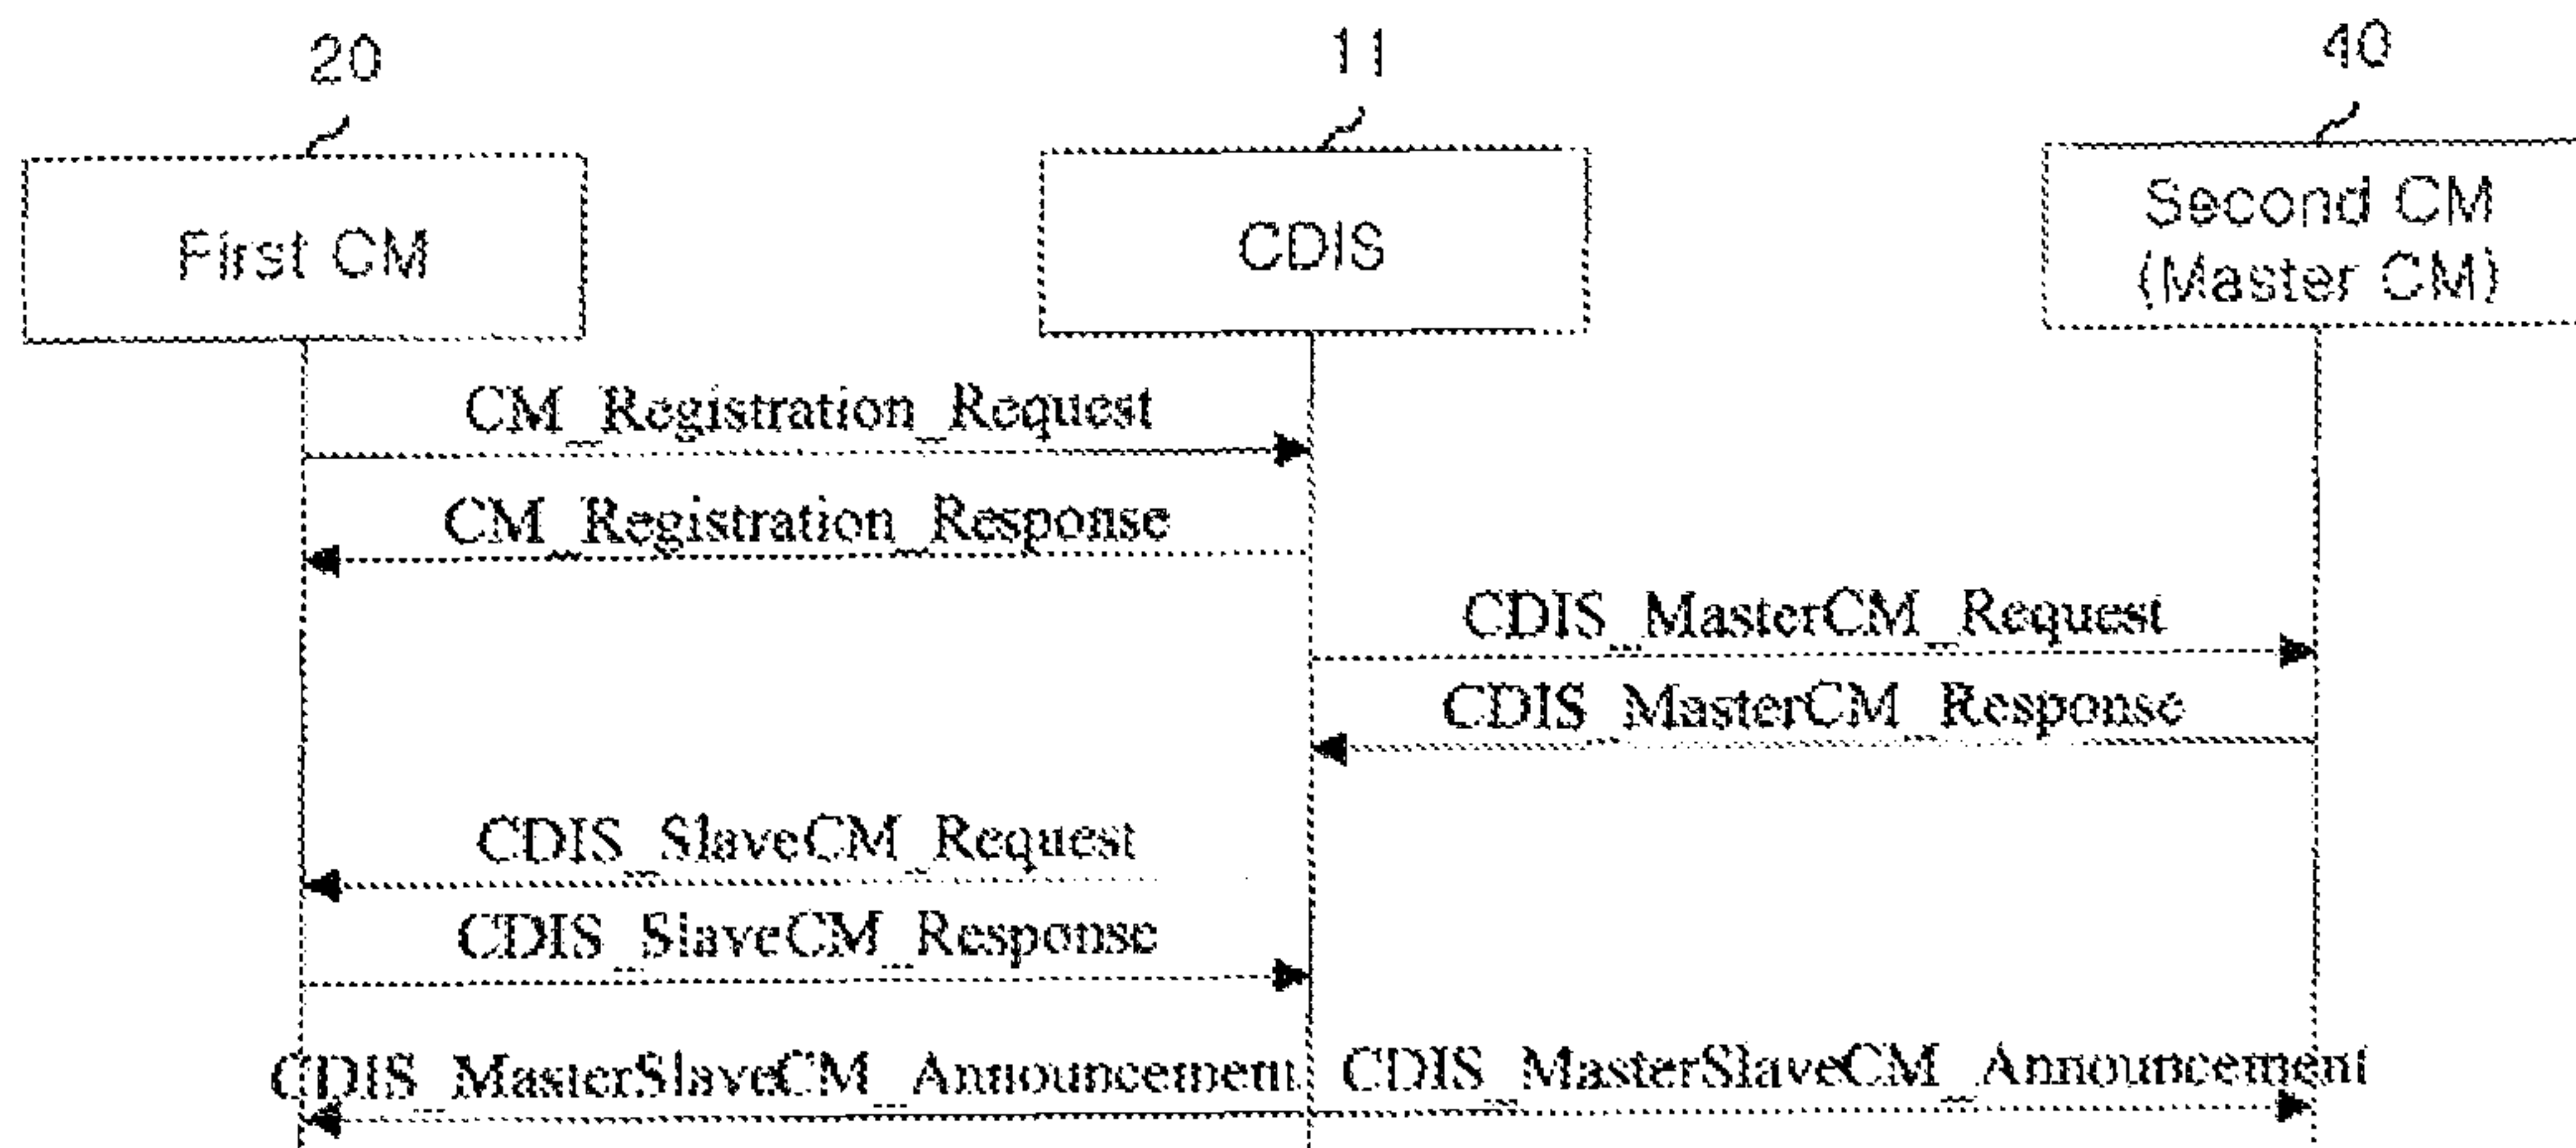 20
11
40
First CM
CDIS
Second CM
(Master CM)
CM_Registration_Request
CM_Registration_Response
CDIS_MasterCM_Request
CDIS_MasterCM_Response
CDIS_SlaveCM_Request
CDIS_SlaveCM_Response
CDIS_MasterSlaveCM_Announcement
CDIS_MasterSlaveCM_Announcement